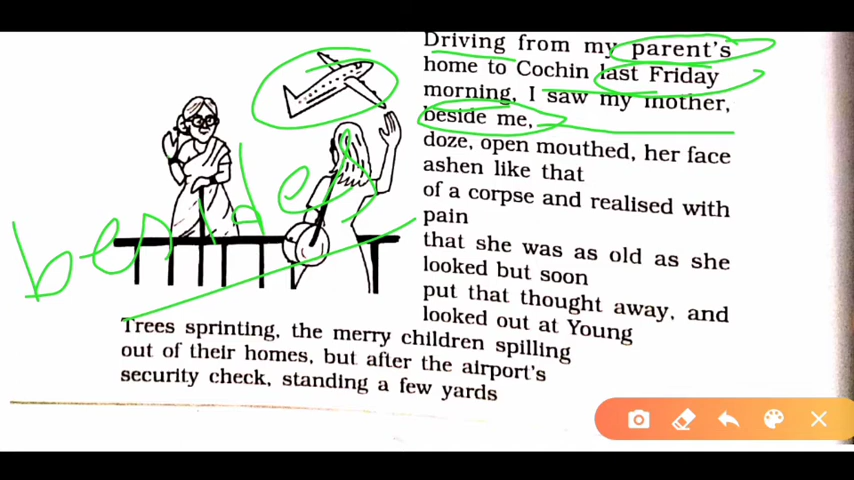 Driving from my parent's
home to Cochin last Friday
morning, I saw my mother,
beside me,
doze, open mouthed, her face
ashen like that
of a corpse and realised with
pain
that she was as old as she
looked but soon
put that thought away, and
looked out at Young
Trees sprinting, the merry children spilling
out of their homes, but after the airport's
security check, standing a few yards
besides